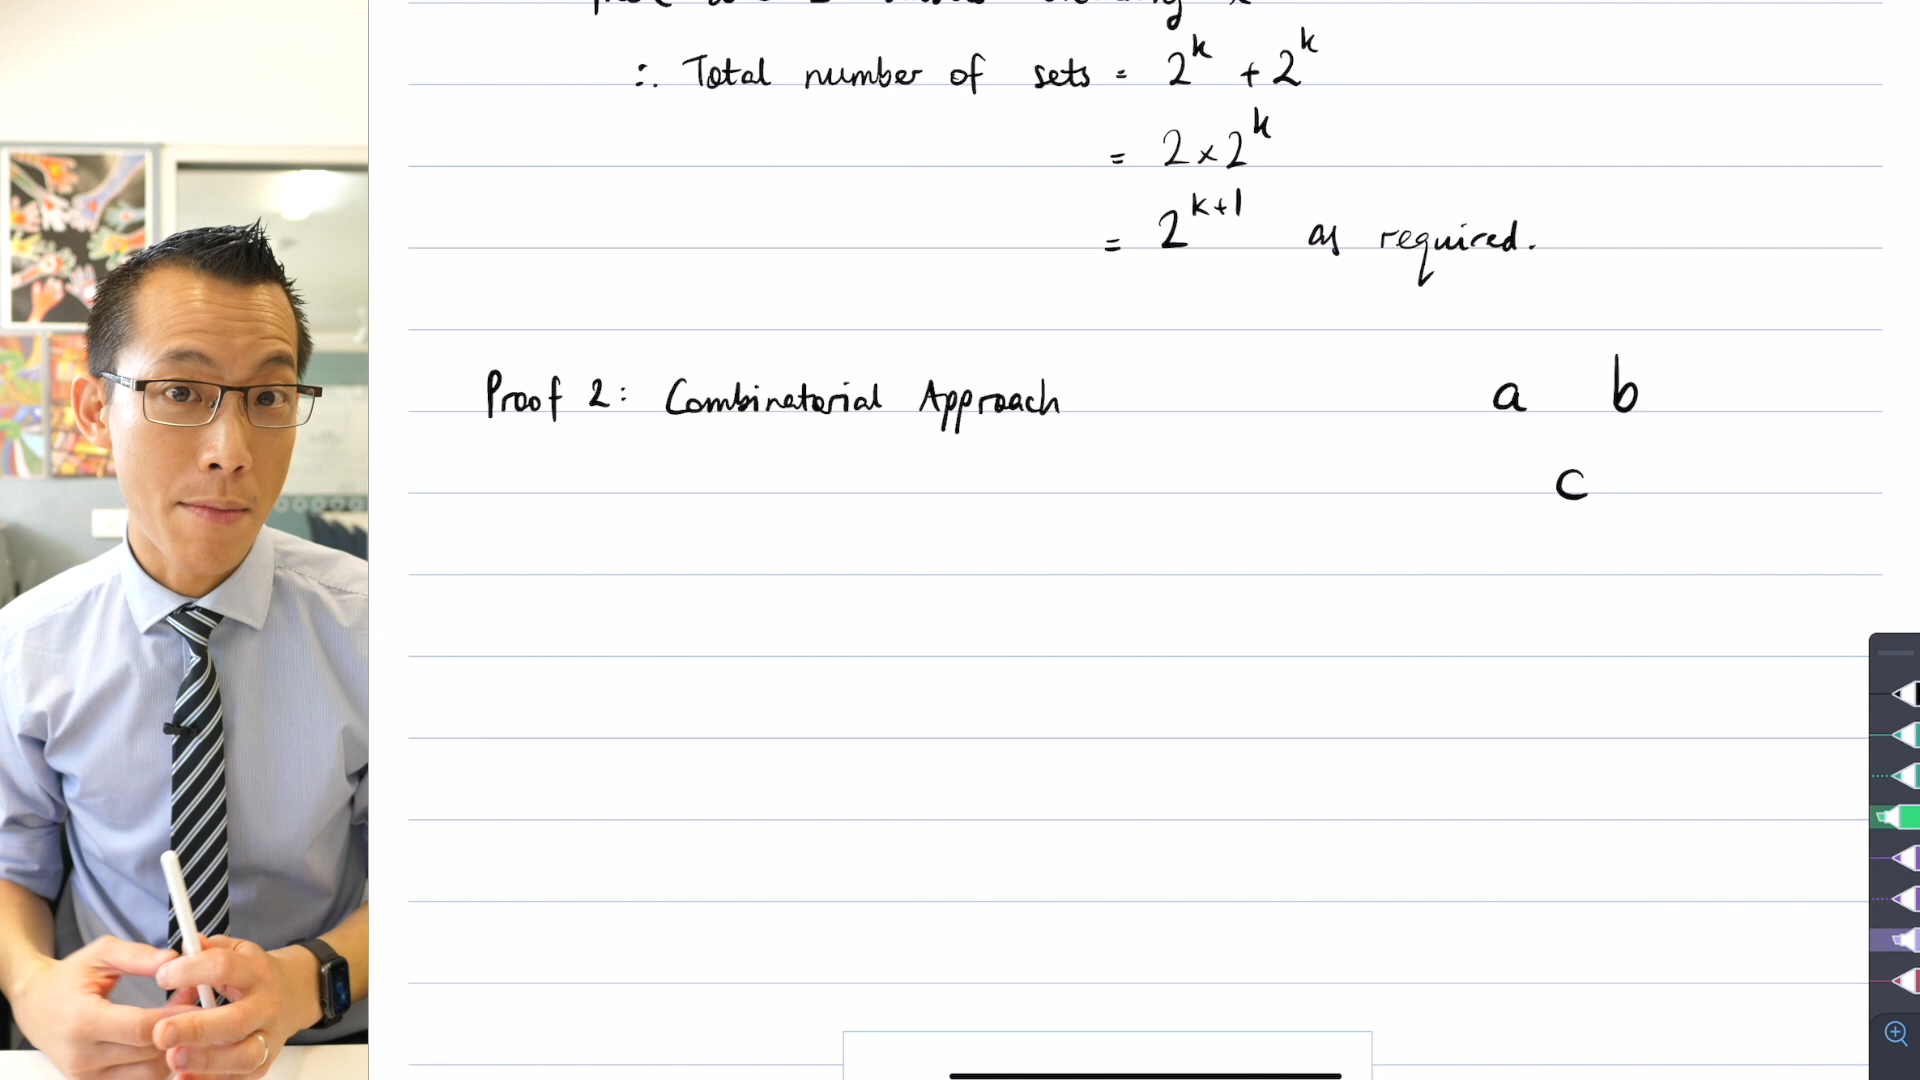 ∴ Total number of sets = 2^k + 2^k
= 2 × 2^k
= 2^{k+1} as required.
Proof 2: Combinatorial Approach
a b
c